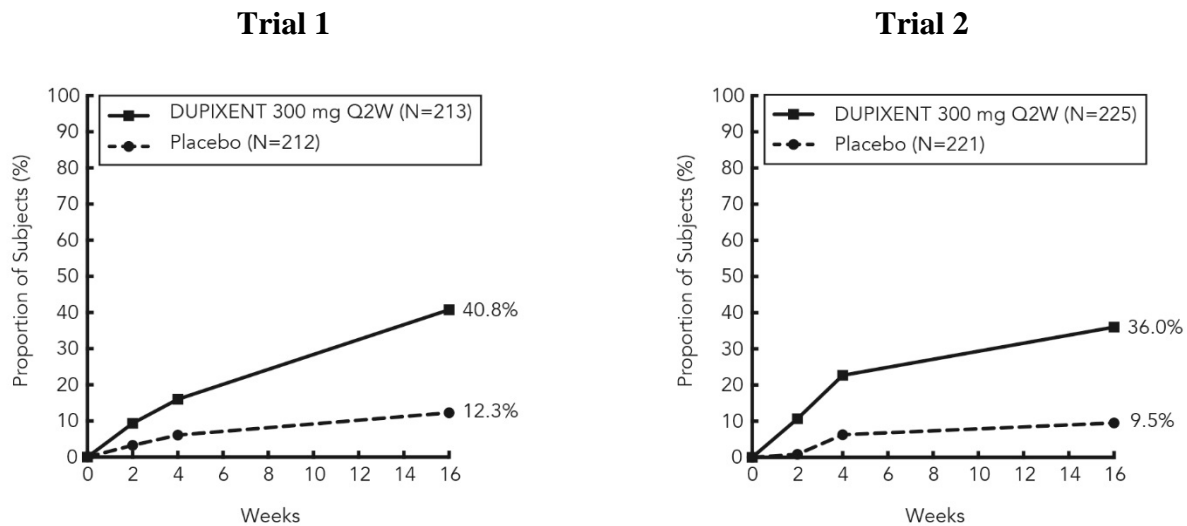 Trial 1
DUPIXENT 300 mg Q2W (N=213)
Placebo (N=212)
Proportion of Subjects (%)
100
90
80
70
60
50
40
30
20
10
0
40.8%
12.3%
0 2 4 6 8 10 12 14 16
Weeks
Trial 2
DUPIXENT 300 mg Q2W (N=225)
Placebo (N=221)
Proportion of Subjects (%)
100
90
80
70
60
50
40
30
20
10
0
36.0%
9.5%
0 2 4 6 8 10 12 14 16
Weeks